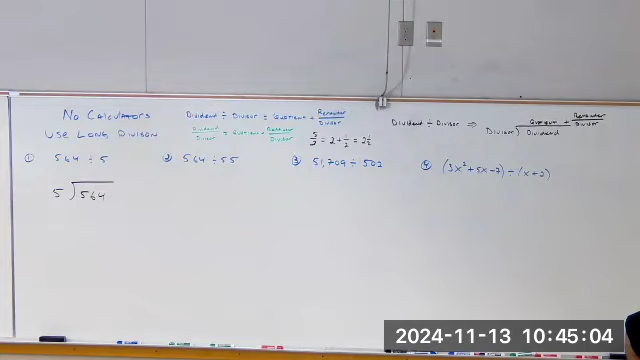 No Calculators
Use Long Division
Dividend ÷ Divisor = Quotient + Remainder/Divisor
Dividend/Divisor = Quotient + Remainder/Divisor
5/2 = 2 + 1/2 = 2 1/2
Dividend ÷ Divisor ⇒ Divisor) Dividend
Quotient + Remainder/Divisor
① 564 ÷ 5
② 564 ÷ 55
③ 51,709 ÷ 502
④ (3x² + 5x - 7) ÷ (x + 2)
5 ) 564
2024-11-13 10:45:04